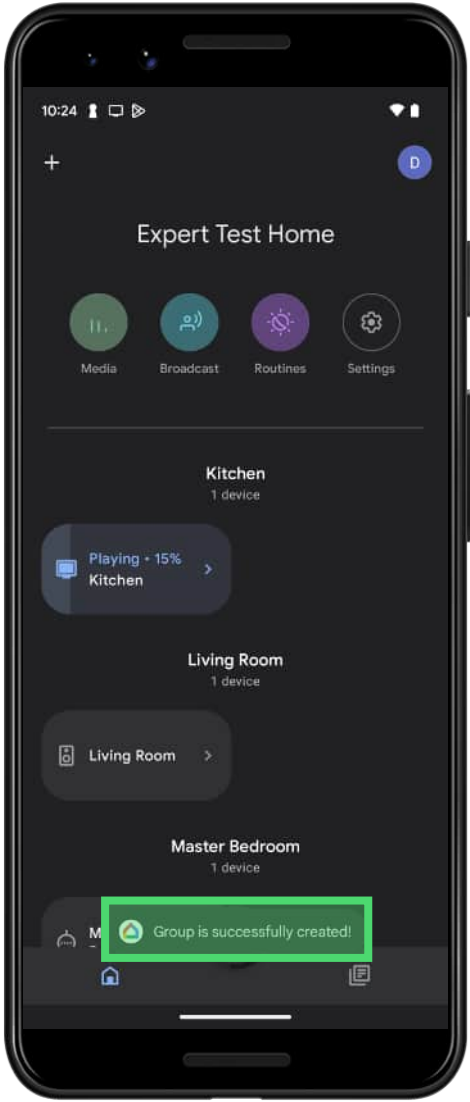 10:24
D
Expert Test Home
Media
Broadcast
Routines
Settings
Kitchen
1 device
Playing • 15%
Kitchen
Living Room
1 device
Living Room
Master Bedroom
1 device
Group is successfully created!